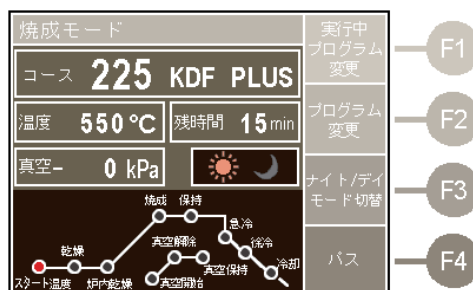 焼成モード
実行中
プログラム
変更
F1
コース 225 KDF PLUS
温度 550℃
残時間 15min
プログラム
変更
F2
真空- 0 kPa
ナイト/デイ
モード切替
F3
焼成 保持
急冷
乾燥
真空解除
徐冷
冷却
真空保持
スタート温度
炉内乾燥
真空開始
パス
F4